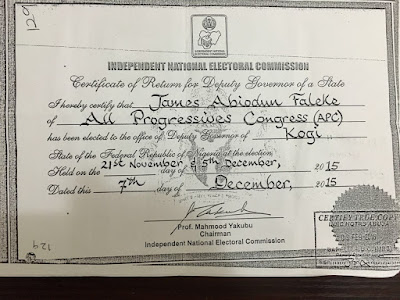 129
INDEPENDENT NATIONAL ELECTORAL COMMISSION
Certificate of Return for Deputy Governor of a State
I hereby certify that James Abiodun Faleke
of All Progressives Congress (APC)
has been elected to the office of Deputy Governor of Kogi
State of the Federal Republic of Nigeria at the election
Held on the 21st November, & 5th December, 2015
day of
Dated this 7th day of December, 2015
Prof. Mahmood Yakubu
Chairman
Independent National Electoral Commission
129
CERTIFY TRUE COPY